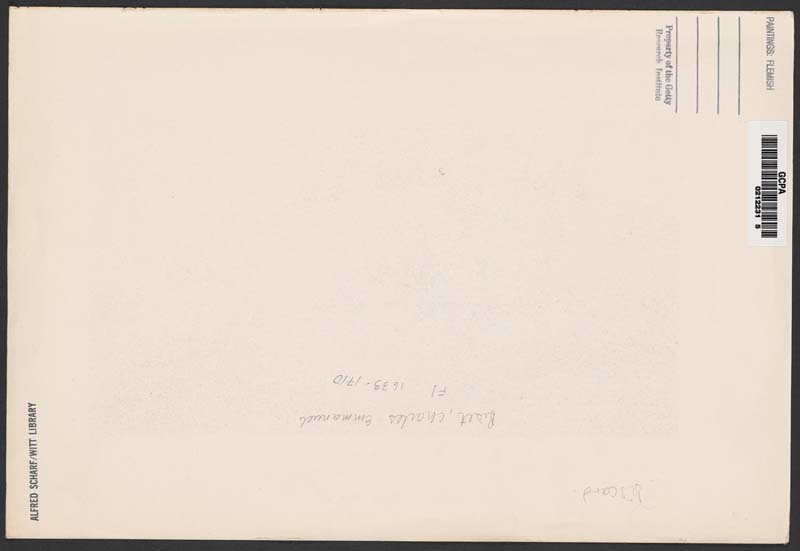 PAINTINGS: FLEMISH
Property of the Getty
Research Institute
GCPA
0212231 5
Biset, Charles Emmanuel
Fl 1633-1710
Discard
ALFRED SCHARF/WITT LIBRARY